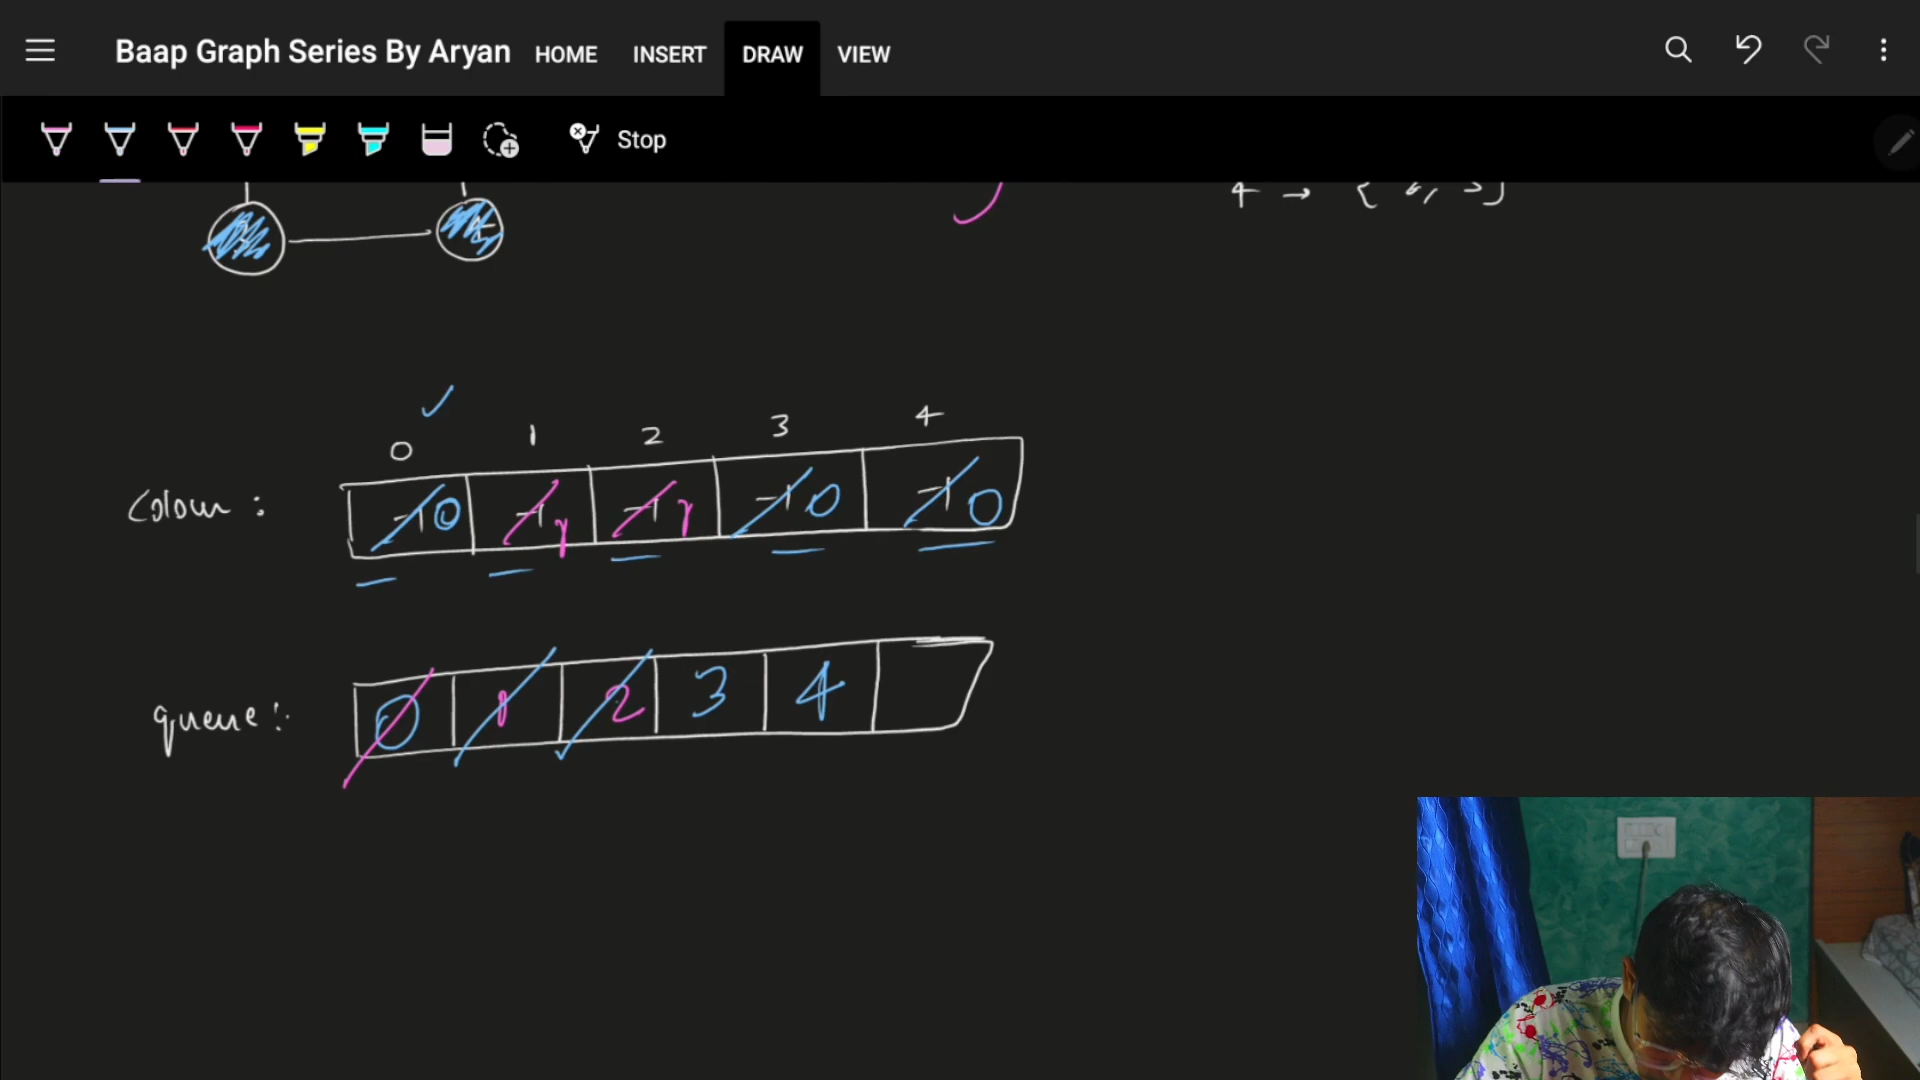 Baap Graph Series By Aryan HOME INSERT DRAW VIEW
Stop
4 → {
0 1 2 3 4
Colour : -1 0 -1 1 -1 1 -1 0 -1 0
queue : 0 1 2 3 4